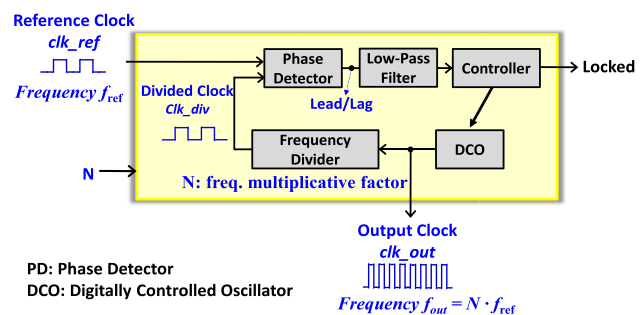 Reference Clock
clk_ref
Frequency fref
Phase
Detector
Low-Pass
Filter
Controller
Locked
Lead/Lag
Divided Clock
Clk_div
Frequency
Divider
DCO
N
N: freq. multiplicative factor
Output Clock
clk_out
Frequency fout = N · fref
PD: Phase Detector
DCO: Digitally Controlled Oscillator